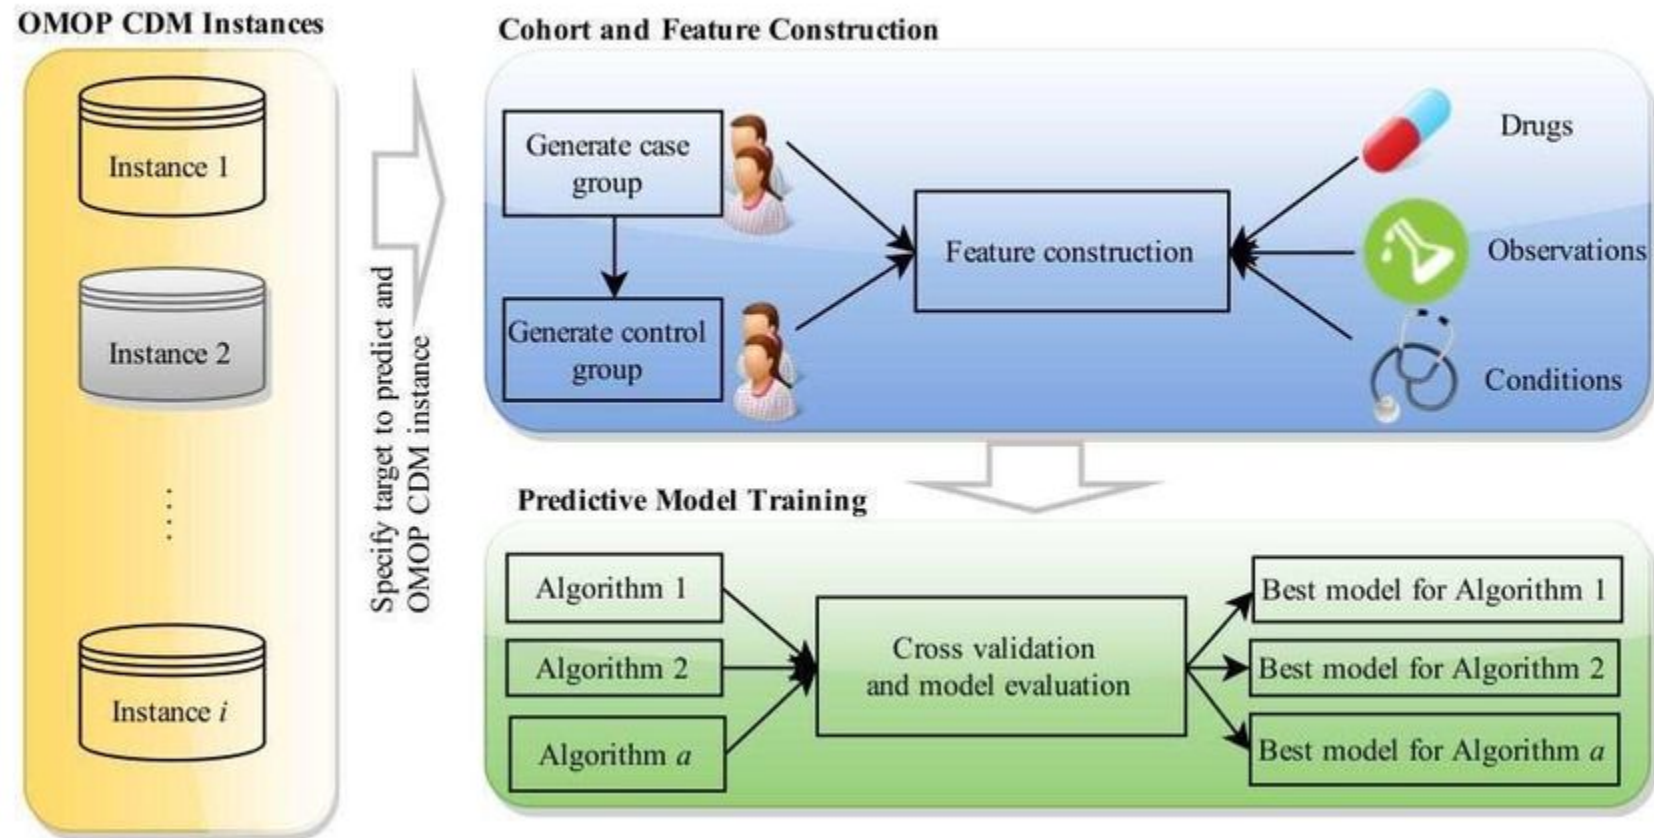 OMOP CDM Instances
Instance 1
Instance 2
.....
Instance i
Specify target to predict and
OMOP CDM instance
Cohort and Feature Construction
Generate case
group
Generate control
group
Feature construction
Drugs
Observations
Conditions
Predictive Model Training
Algorithm 1
Algorithm 2
Algorithm a
Cross validation
and model evaluation
Best model for Algorithm 1
Best model for Algorithm 2
Best model for Algorithm a